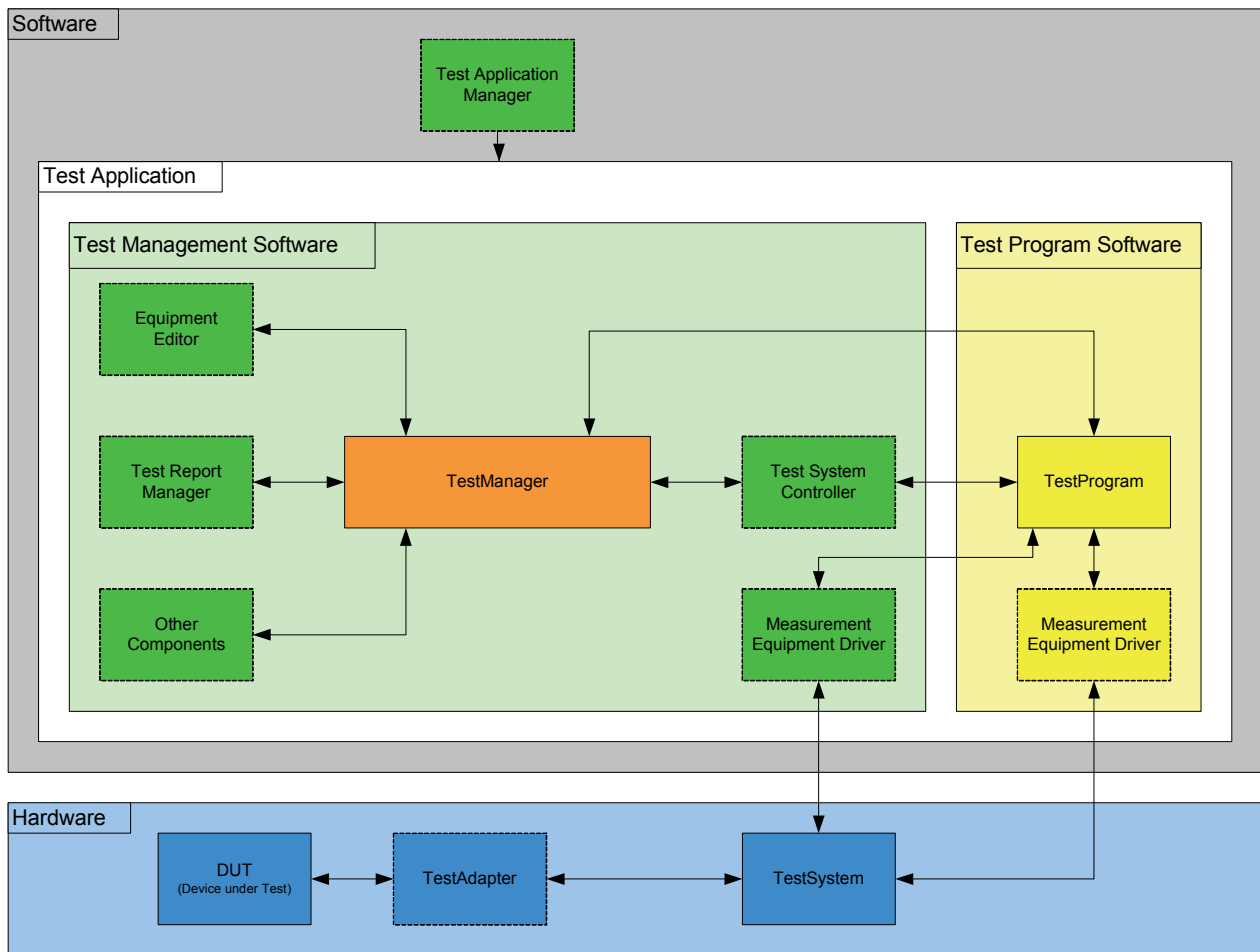 Software
Test Application
Manager
Test Application
Test Management Software
Test Program Software
Equipment
Editor
Test Report
Manager
TestManager
Test System
Controller
TestProgram
Other
Components
Measurement
Equipment Driver
Measurement
Equipment Driver
Hardware
DUT
(Device under Test)
TestAdapter
TestSystem